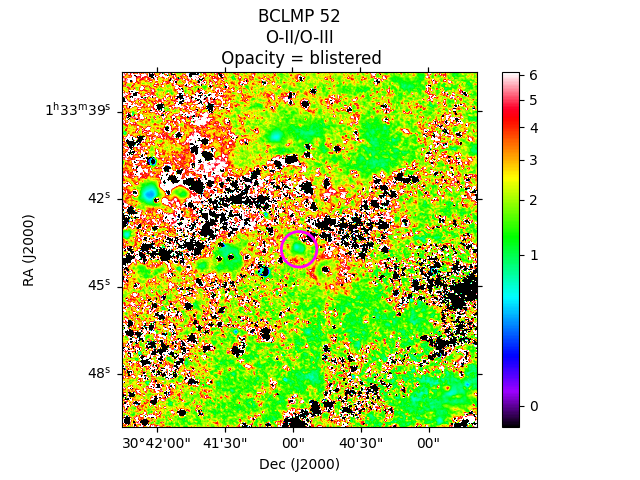 BCLMP 52
O-II/O-III
Opacity = blistered
1ʰ33ᵐ39ˢ
42ˢ
45ˢ
48ˢ
RA (J2000)
30°42'00" 41'30" 00" 40'30" 00"
Dec (J2000)
6
5
4
3
2
1
0